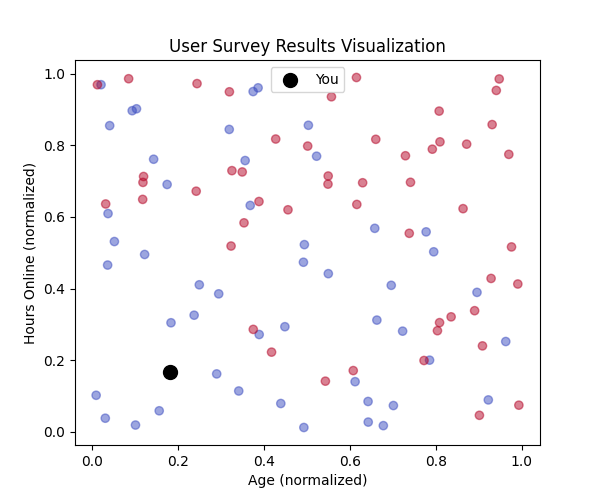 User Survey Results Visualization
You
Hours Online (normalized)
1.0
0.8
0.6
0.4
0.2
0.0
0.0 0.2 0.4 0.6 0.8 1.0
Age (normalized)